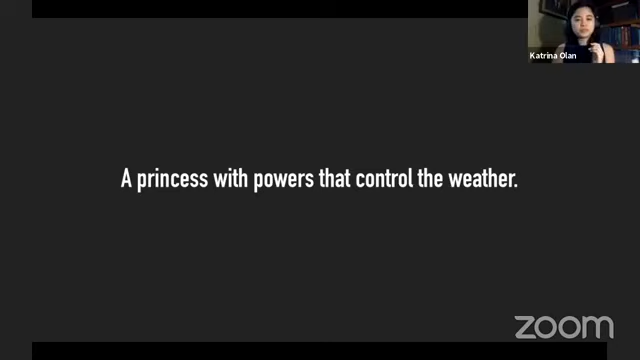 Katrina Olan
A princess with powers that control the weather.
zoom